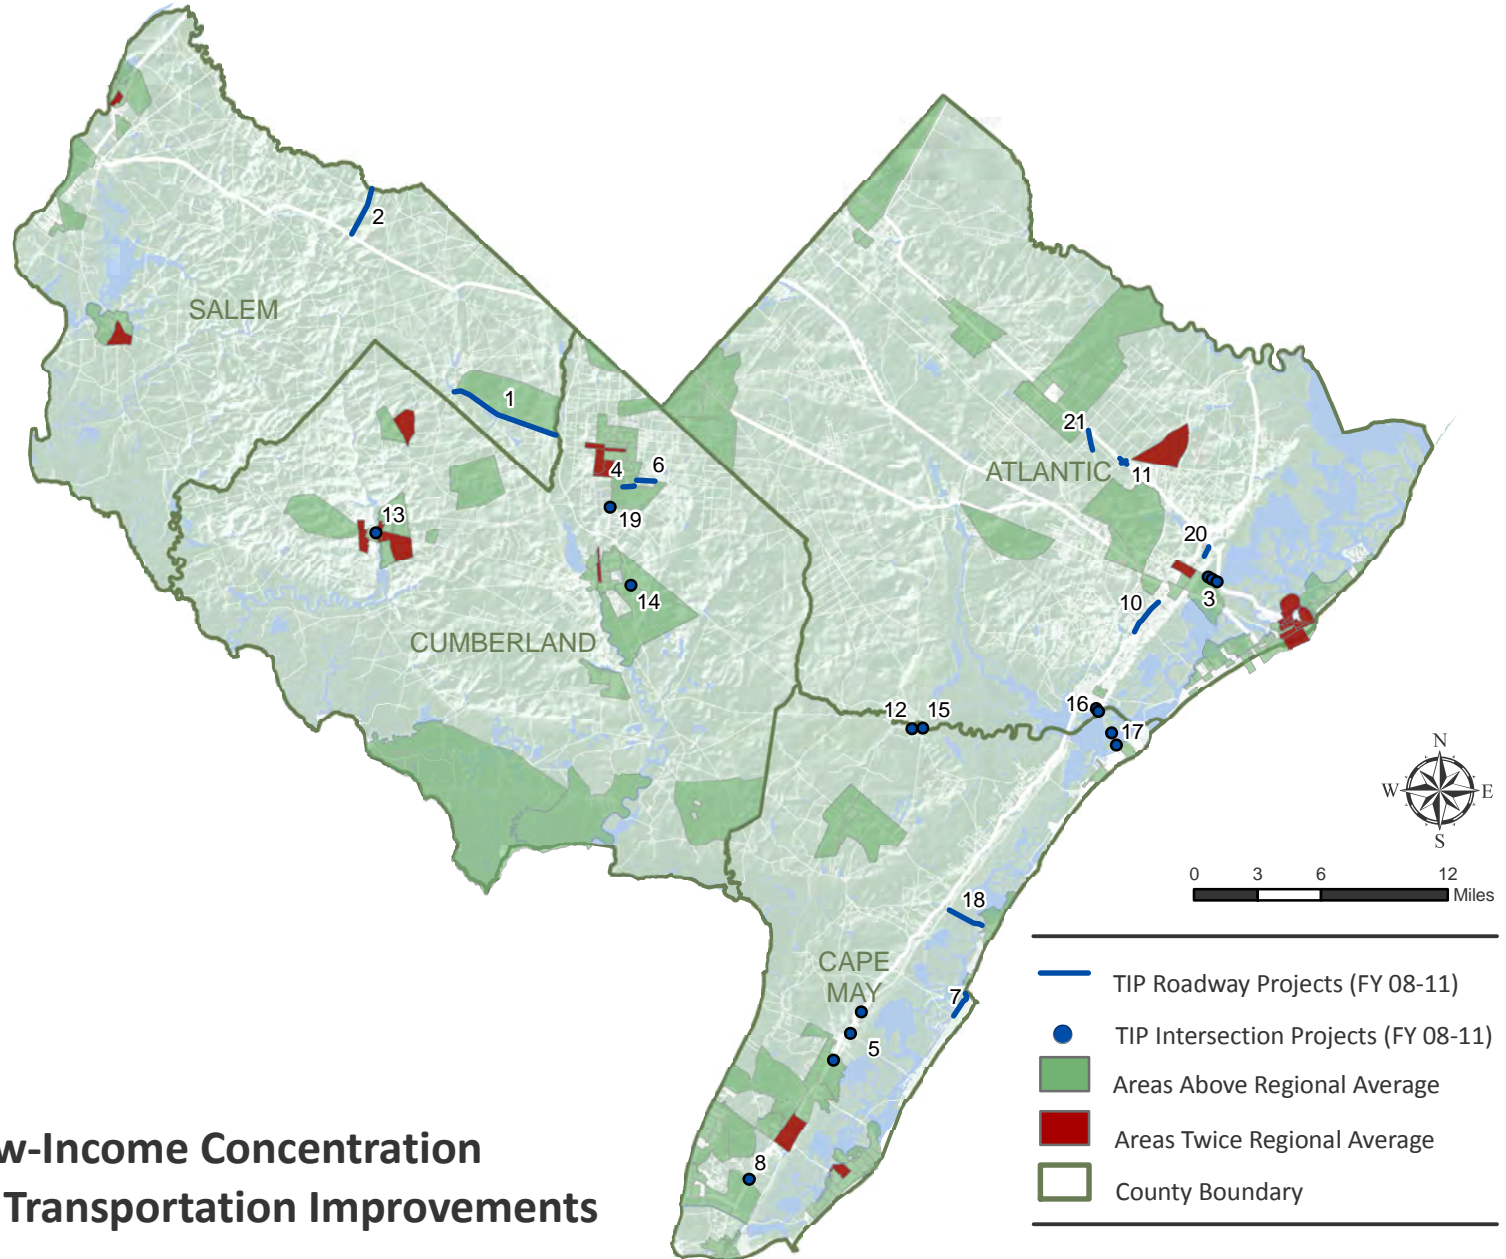 2
SALEM
1
21
ATLANTIC
11
4
6
19
13
20
3
14
10
CUMBERLAND
12
15
16
17
N
W
E
S
0 3 6 12
Miles
18
CAPE
MAY
7
5
8
TIP Roadway Projects (FY 08-11)
TIP Intersection Projects (FY 08-11)
Areas Above Regional Average
Areas Twice Regional Average
County Boundary
w-Income Concentration
Transportation Improvements